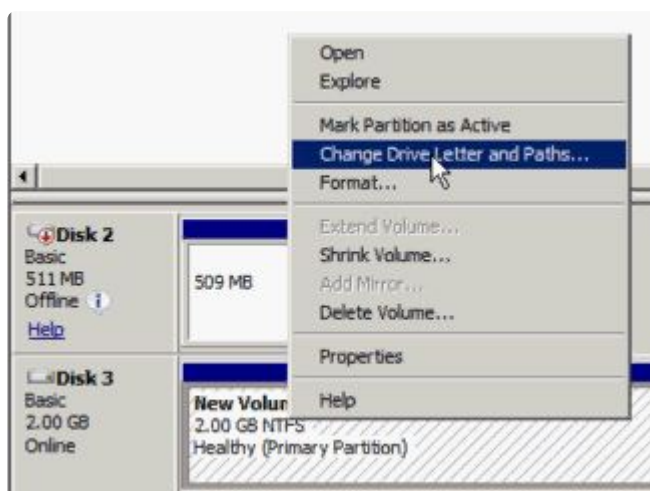 Open
Explore
Mark Partition as Active
Change Drive Letter and Paths...
Format...
Extend Volume...
Shrink Volume...
Add Mirror...
Delete Volume...
Properties
Help
Disk 2
Basic
511 MB
Offline
Help
509 MB
Disk 3
Basic
2.00 GB
Online
New Volun
2.00 GB NTFS
Healthy (Primary Partition)